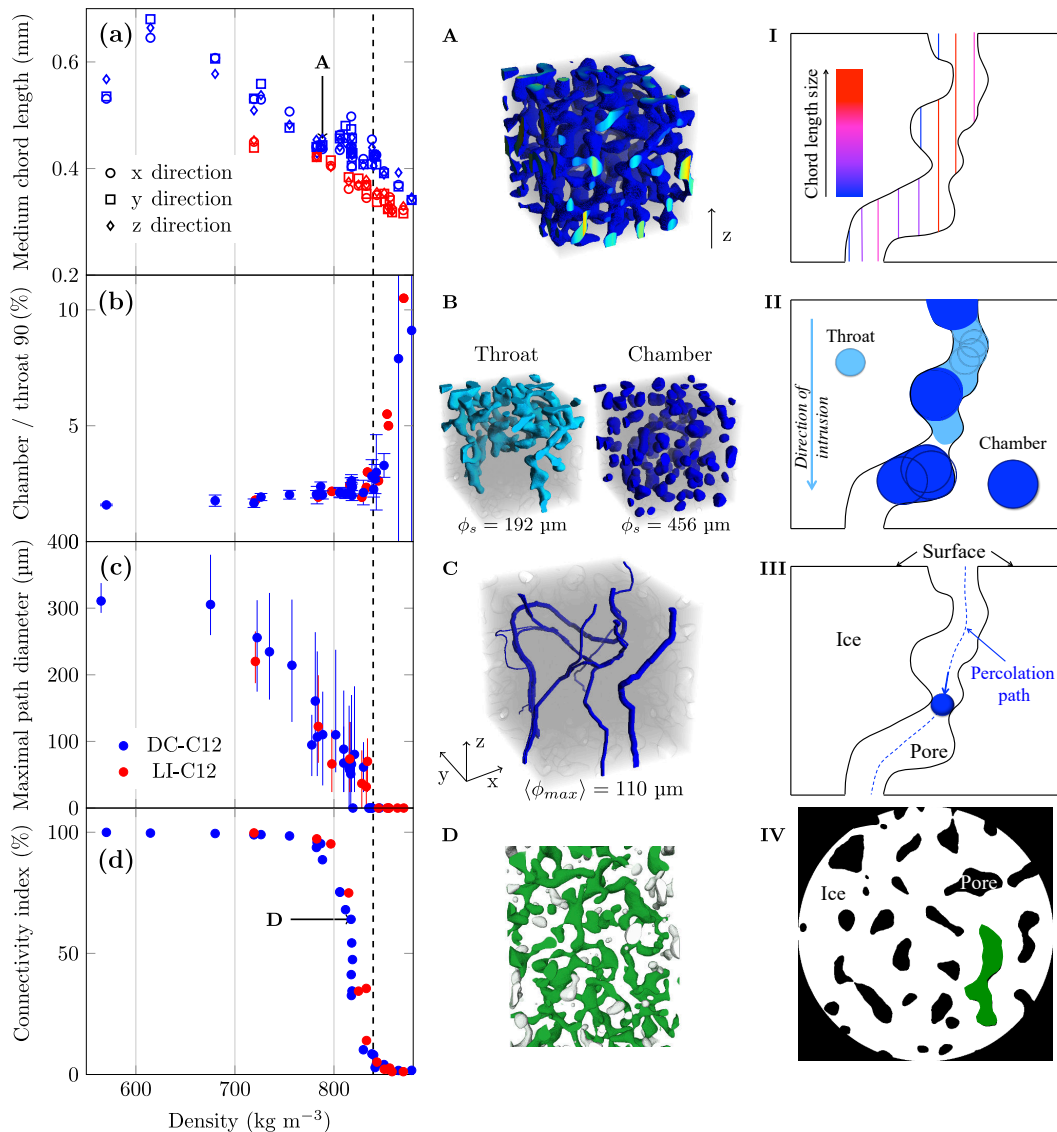 (a)
Medium chord length (mm)
0.6
0.4
0.2
A
x direction
y direction
z direction
(b)
Chamber / throat 90 (%)
10
5
(c)
Maximal path diameter (µm)
400
300
200
100
0
DC-C12
LI-C12
(d)
Connectivity index (%)
100
50
0
D
600
700
800
Density (kg m−3)
A
z
B
Throat
Chamber
ϕs = 192 µm
ϕs = 456 µm
C
z
y
x
⟨ϕmax⟩ = 110 µm
D
I
Chord length size
II
Throat
Direction of
intrusion
Chamber
III
Surface
Ice
Percolation
path
Pore
IV
Ice
Pore